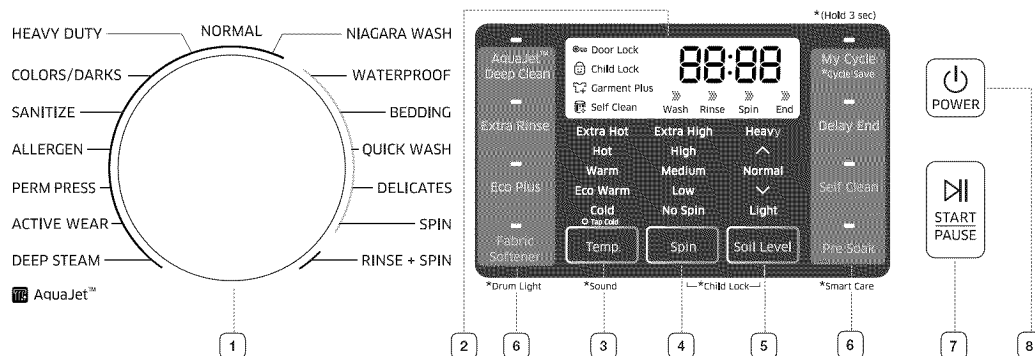 HEAVY DUTY
COLORS/DARKS
SANITIZE
ALLERGEN
PERM PRESS
ACTIVE WEAR
DEEP STEAM
AquaJet™
NORMAL
NIAGARA WASH
WATERPROOF
BEDDING
QUICK WASH
DELICATES
SPIN
RINSE + SPIN
*(Hold 3 sec)
AquaJet™
Deep Clean
Extra Rinse
Eco Plus
Fabric
Softener
Door Lock
Child Lock
Garment Plus
Self Clean
88:88
Wash Rinse Spin End
Extra Hot Extra High Heavy
Hot High
Warm Medium Normal
Eco Warm Low
Cold No Spin Light
Tap Cold
Temp. Spin Soil Level
My Cycle
*Cycle Save
Delay End
Self Clean
Pre Soak
*Drum Light *Sound *Child Lock *Smart Care
POWER
START
PAUSE
1 2 6 3 4 5 6 7 8